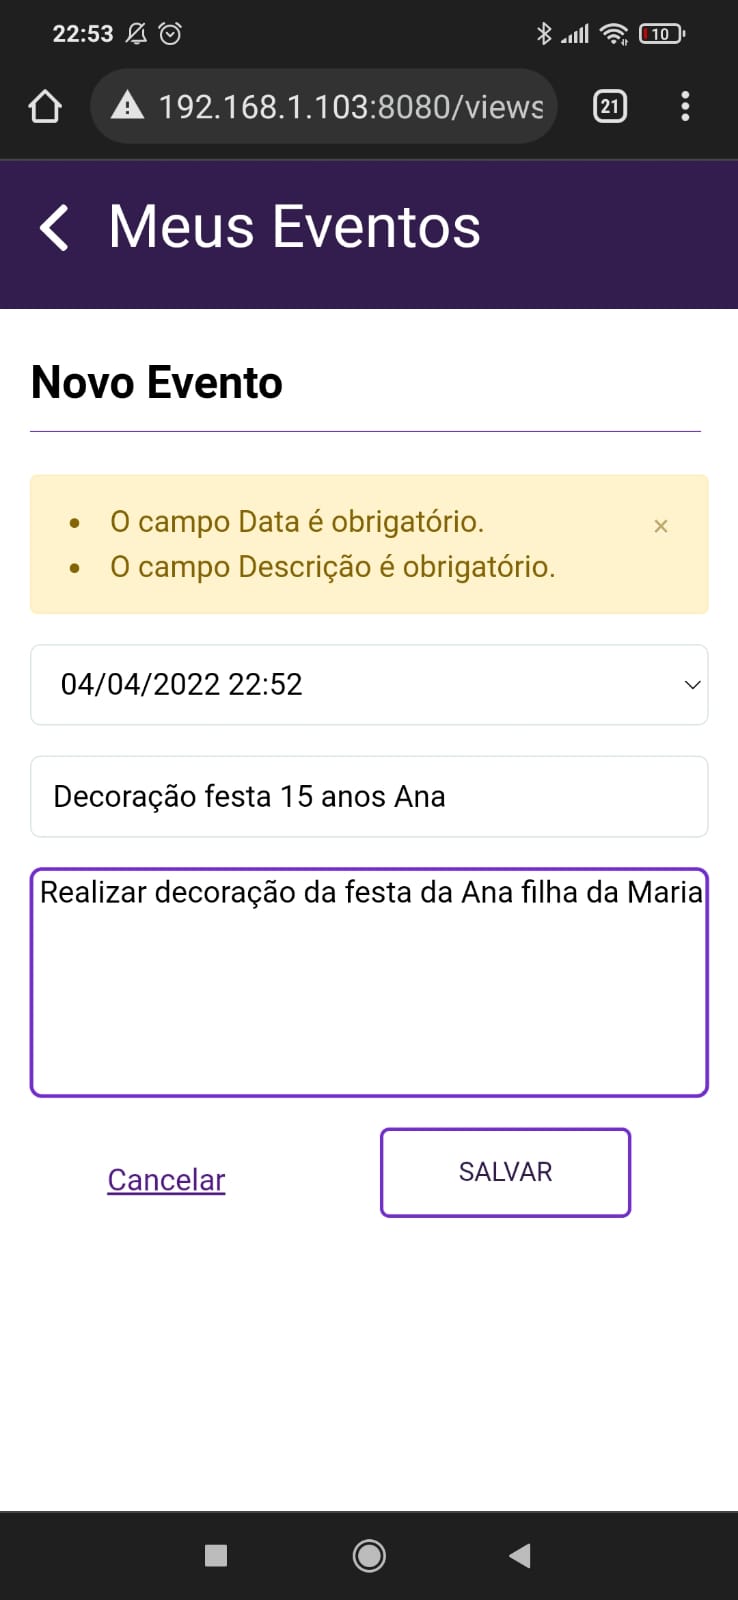 22:53
10
192.168.1.103:8080/views
21
Meus Eventos
Novo Evento
• O campo Data é obrigatório.
×
• O campo Descrição é obrigatório.
04/04/2022 22:52
Decoração festa 15 anos Ana
Realizar decoração da festa da Ana filha da Maria
Cancelar
SALVAR